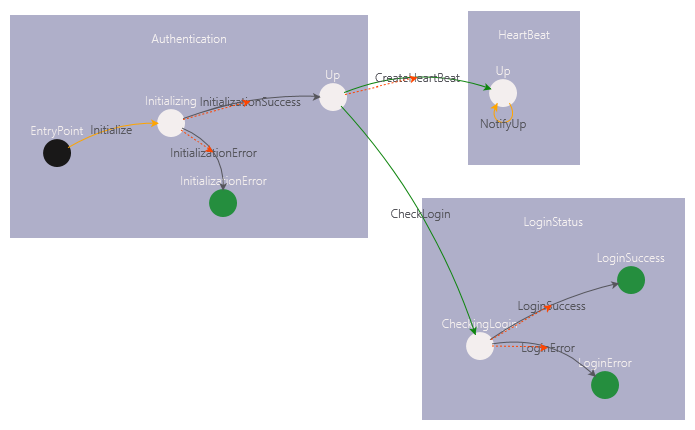 Authentication
HeartBeat
Up
Up
CreateHeartBeat
Initializing
InitializationSuccess
NotifyUp
EntryPoint
Initialize
InitializationError
InitializationError
CheckLogin
LoginStatus
LoginSuccess
LoginSuccess
CheckingLogin
LoginError
LoginError